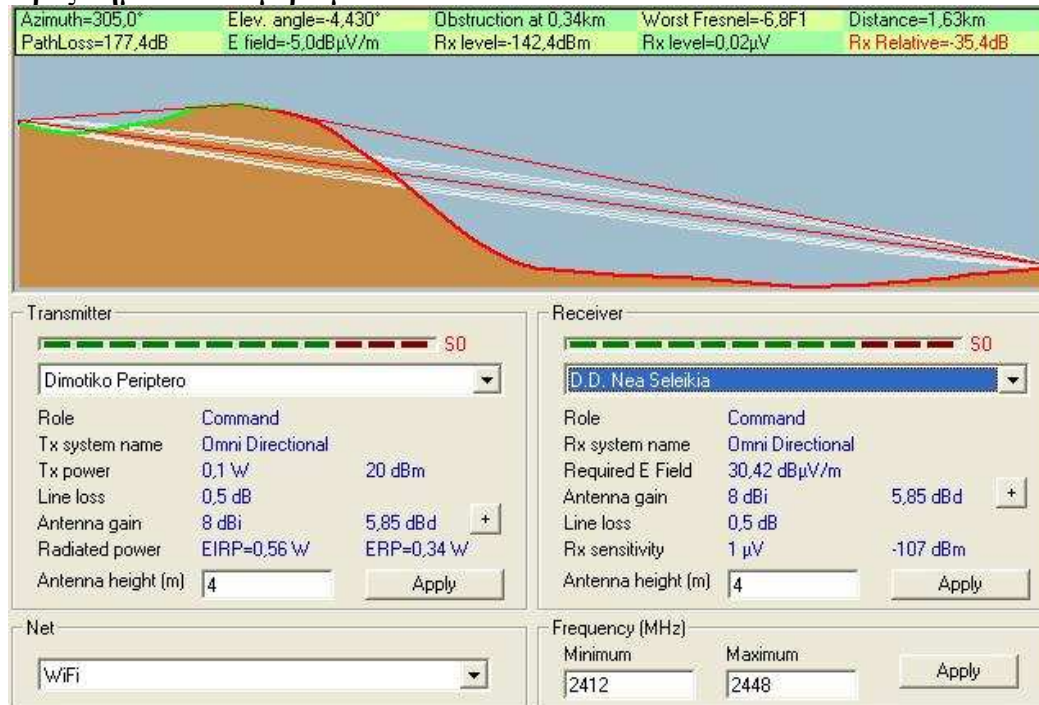 Azimuth=305,0° Elev. angle=-4,430° Obstruction at 0,34km Worst Fresnel=-6,8F1 Distance=1,63km
PathLoss=177,4dB E field=-5,0dBµV/m Rx level=-142,4dBm Rx level=0,02µV Rx Relative=-35,4dB
Transmitter
S0
Dimotiko Periptero
Role Command
Tx system name Omni Directional
Tx power 0,1 W 20 dBm
Line loss 0,5 dB
Antenna gain 8 dBi 5,85 dBd +
Radiated power EIRP=0,56 W ERP=0,34 W
Antenna height (m) 4 Apply
Receiver
S0
D.D. Nea Seleikia
Role Command
Rx system name Omni Directional
Required E Field 30,42 dBµV/m
Antenna gain 8 dBi 5,85 dBd +
Line loss 0,5 dB
Rx sensitivity 1 µV -107 dBm
Antenna height (m) 4 Apply
Net
WiFi
Frequency (MHz)
Minimum Maximum
2412 2448 Apply